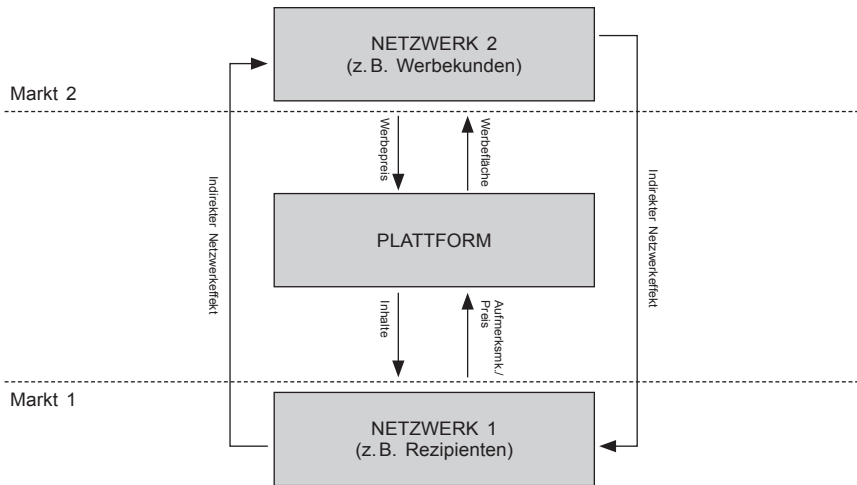 NETZWERK 2
(z. B. Werbekunden)
Markt 2
Werbepreis
Werbefläche
Indirekter Netzwerkeffekt
Indirekter Netzwerkeffekt
PLATTFORM
Inhalte
Aufmerksmk./
Preis
Markt 1
NETZWERK 1
(z. B. Rezipienten)